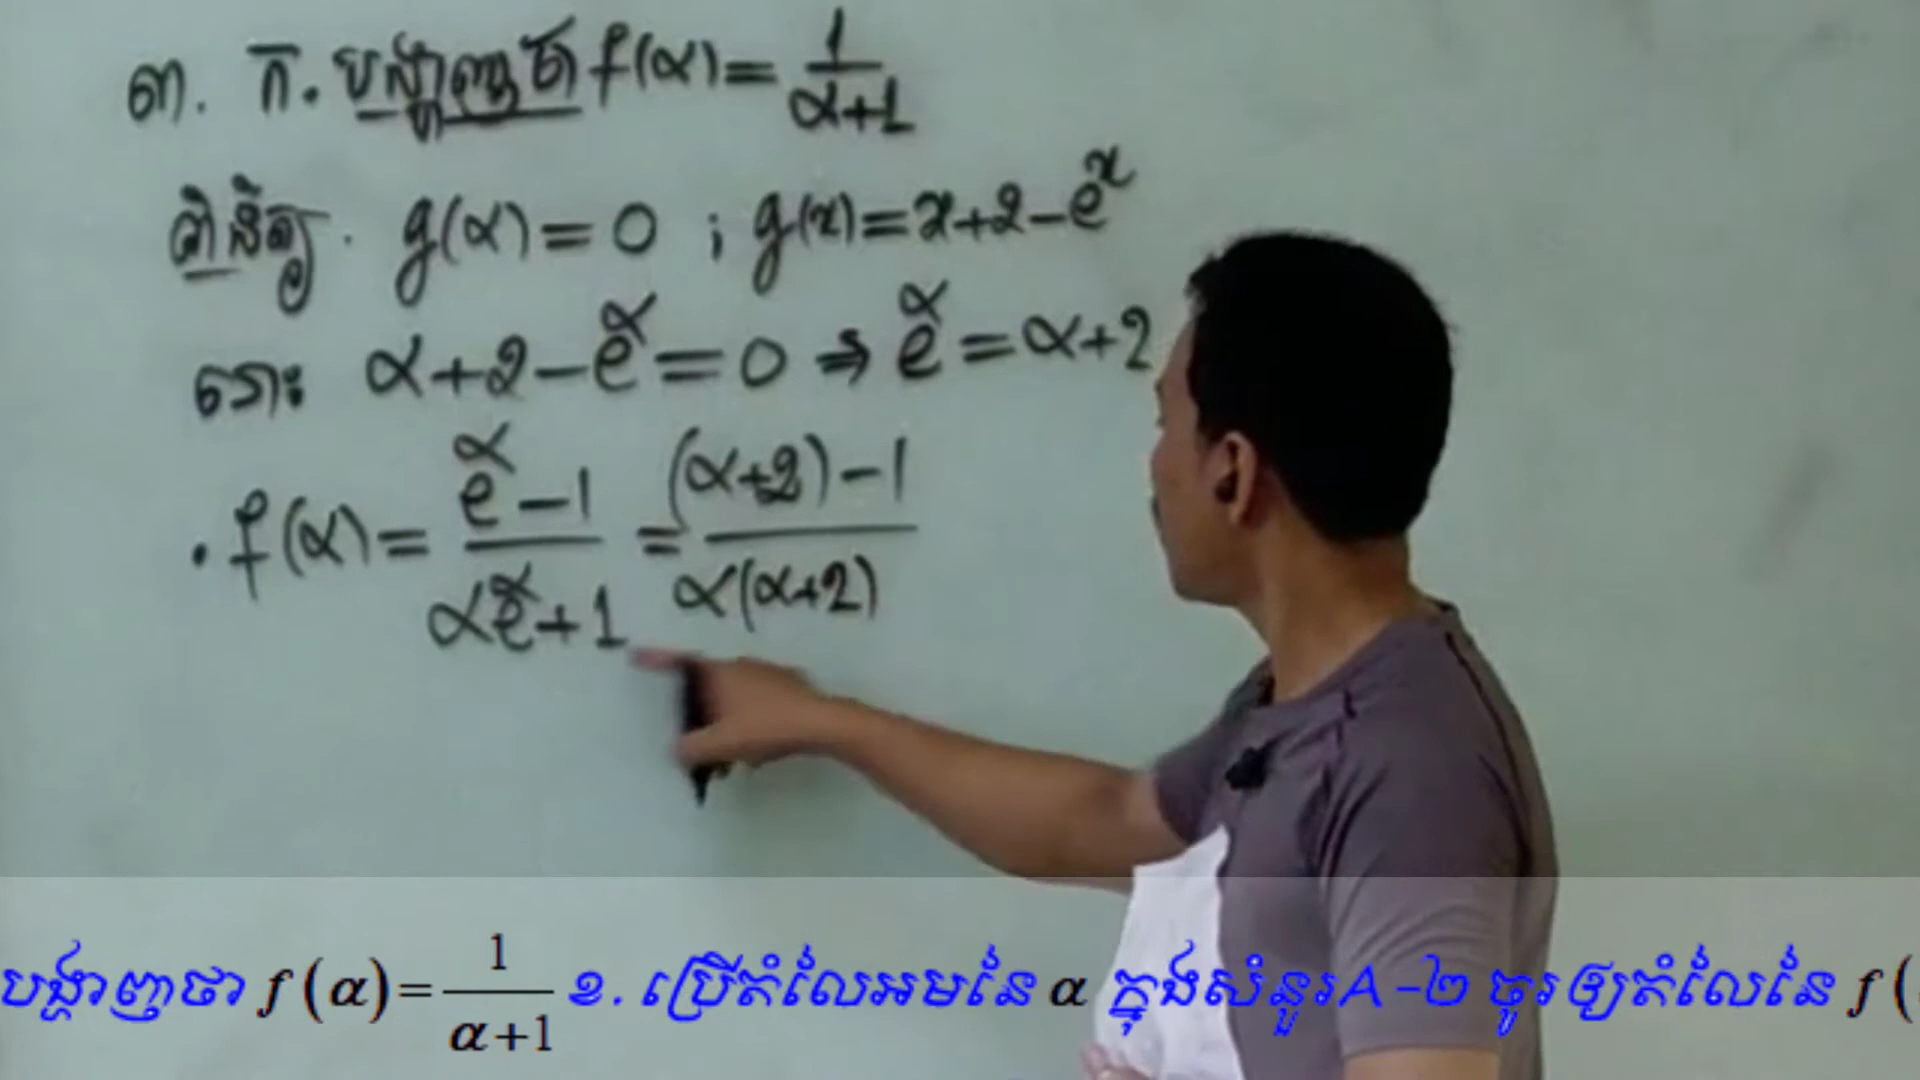 ៣. ក. បង្ហាញថា f(α) = 1/(α+1)
ពិនិត្យ. g(α) = 0 ; g(x) = x+2−e^x
នោះ α+2−e^α = 0 ⇒ e^α = α+2
. f(α) = (e^α −1)/(αe^α +1) = ((α+2)−1)/(α(α+2))
បង្ហាញថា f(α)=1/(α+1) ខ. ប្រើតំលៃអមនៃ α ក្នុងសំនួរA-២ ចូរឲ្យតំលៃនៃ f(